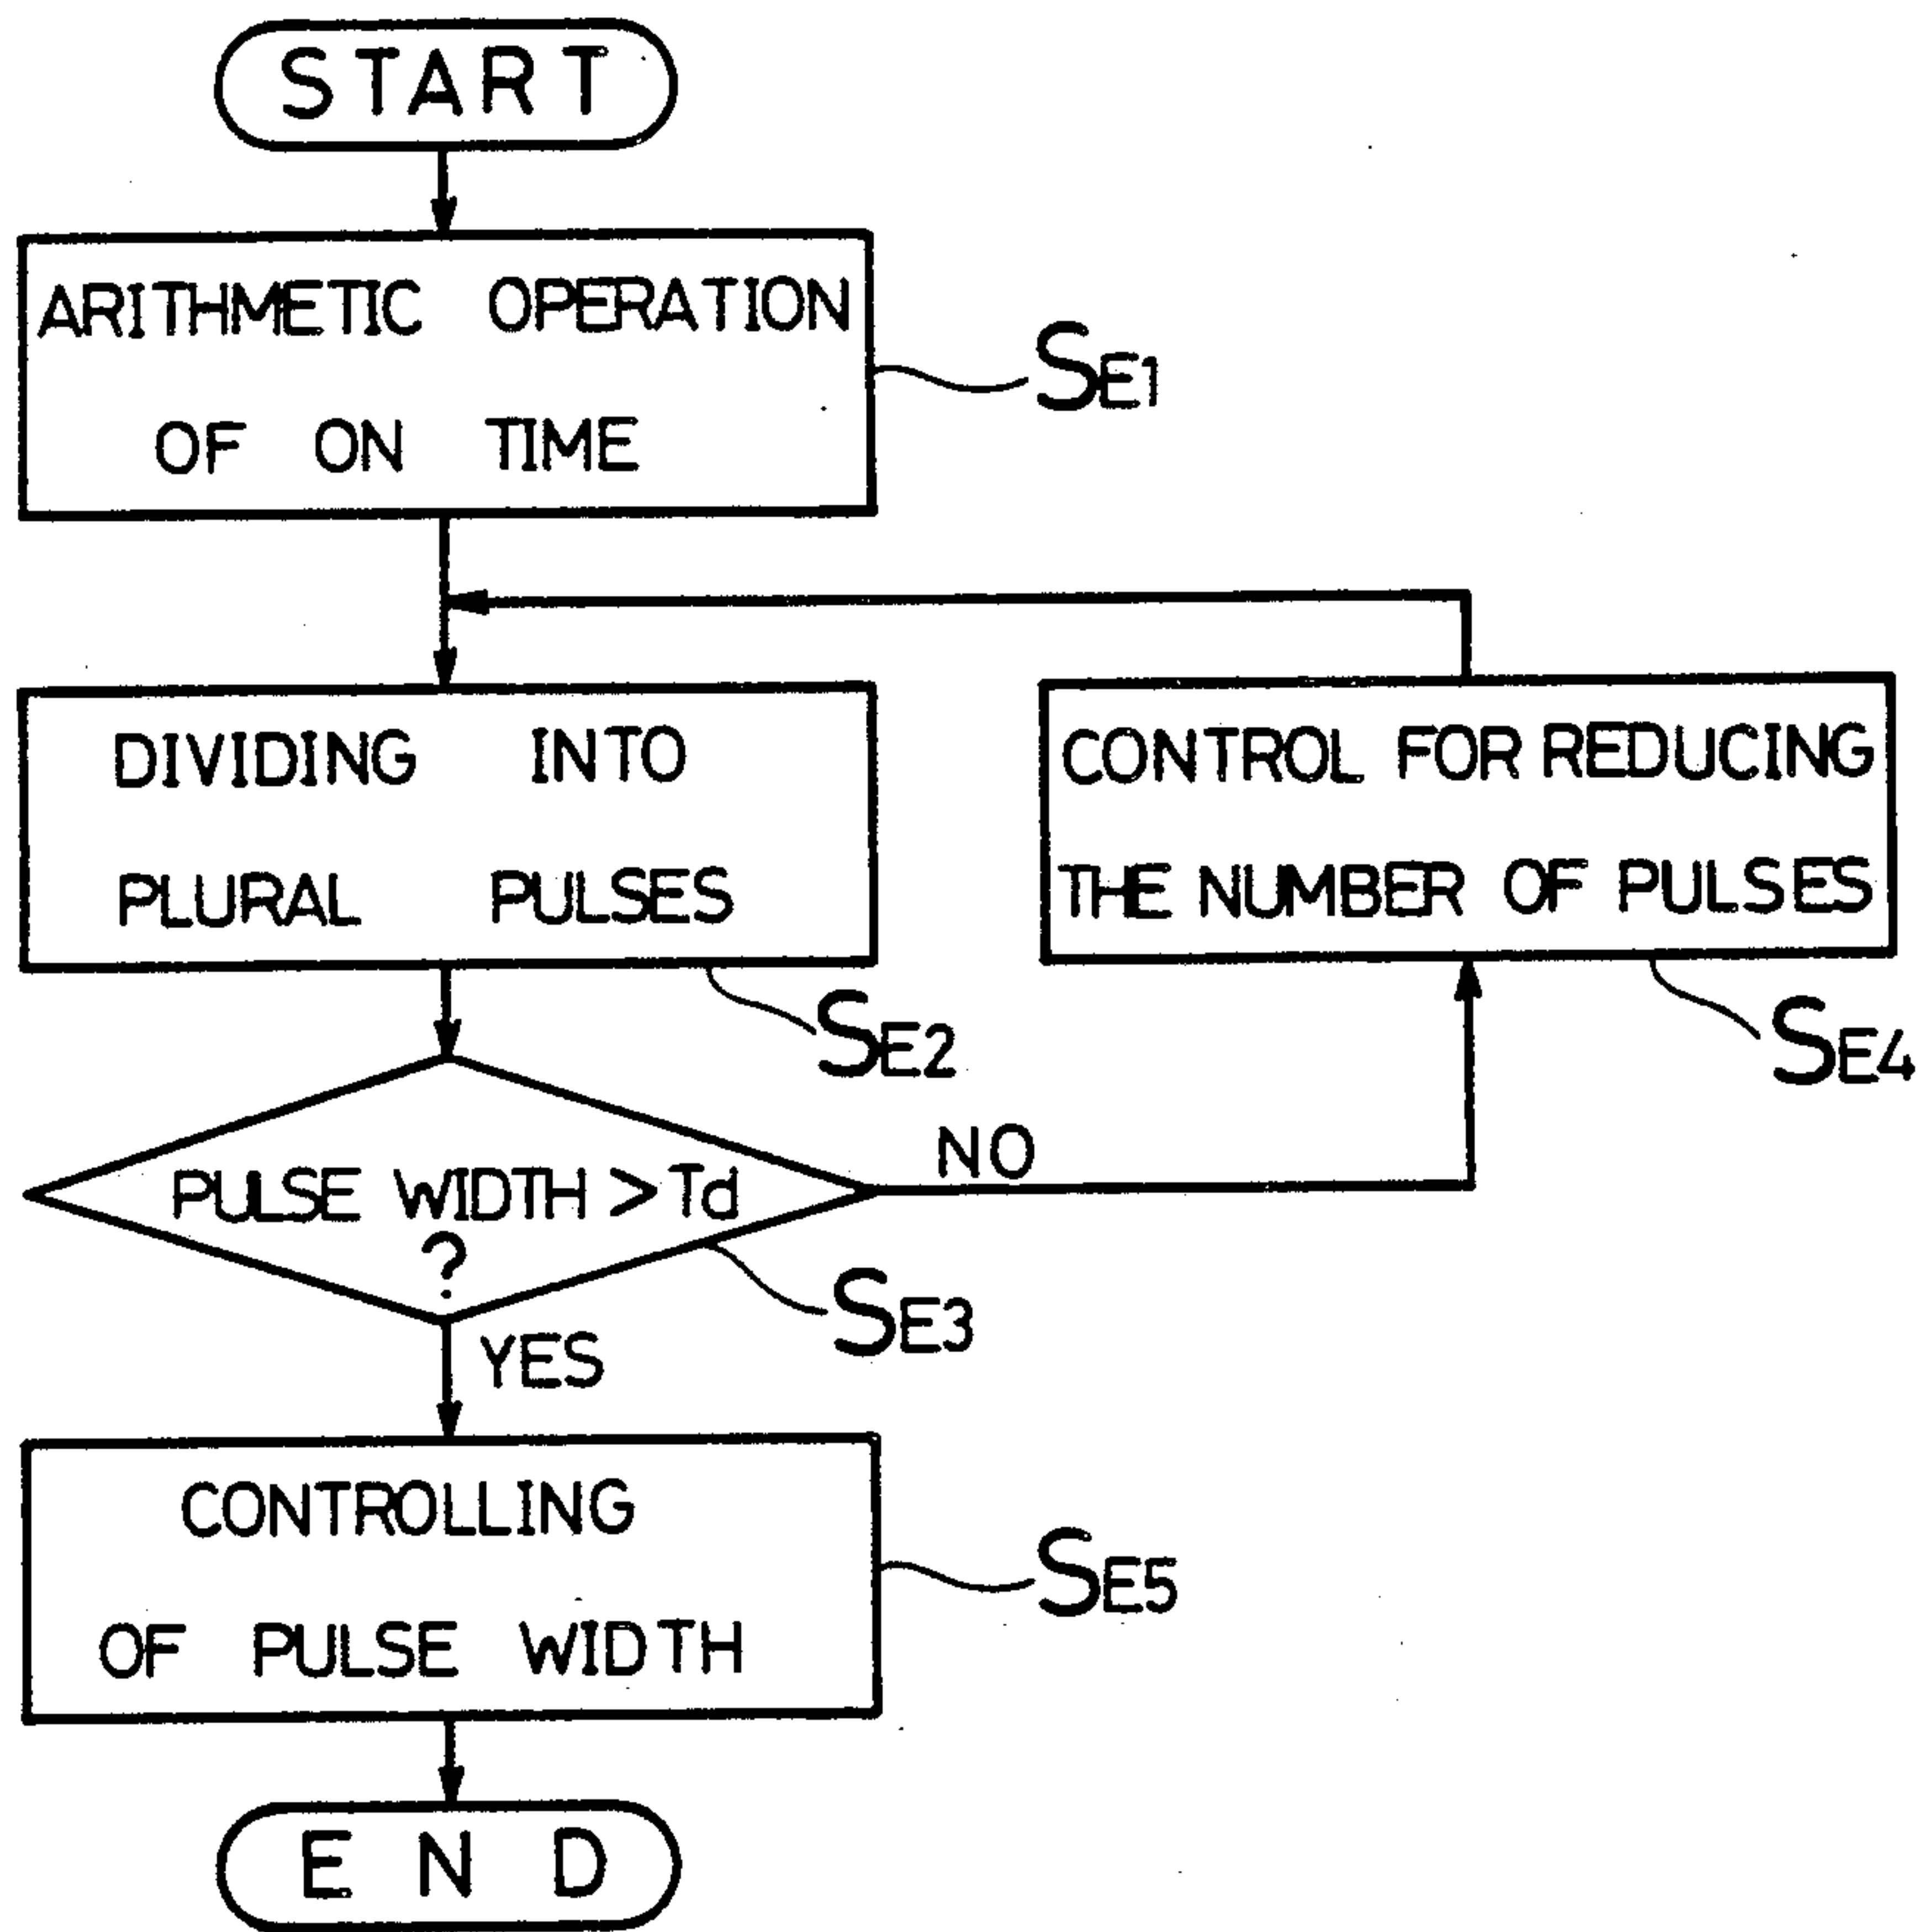 START
ARITHMETIC OPERATION
OF ON TIME
SE1
DIVIDING INTO
PLURAL PULSES
SE2
CONTROL FOR REDUCING
THE NUMBER OF PULSES
SE4
PULSE WIDTH > Td
?
NO
SE3
YES
CONTROLLING
OF PULSE WIDTH
SE5
END